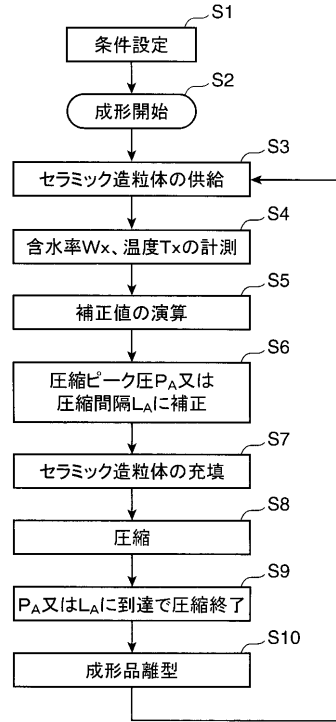 S1
条件設定
S2
成形開始
S3
セラミック造粒体の供給
S4
含水率Wx、温度Txの計測
S5
補正値の演算
S6
圧縮ピーク圧PA又は
圧縮間隔LAに補正
S7
セラミック造粒体の充填
S8
圧縮
S9
PA又はLAに到達で圧縮終了
S10
成形品離型